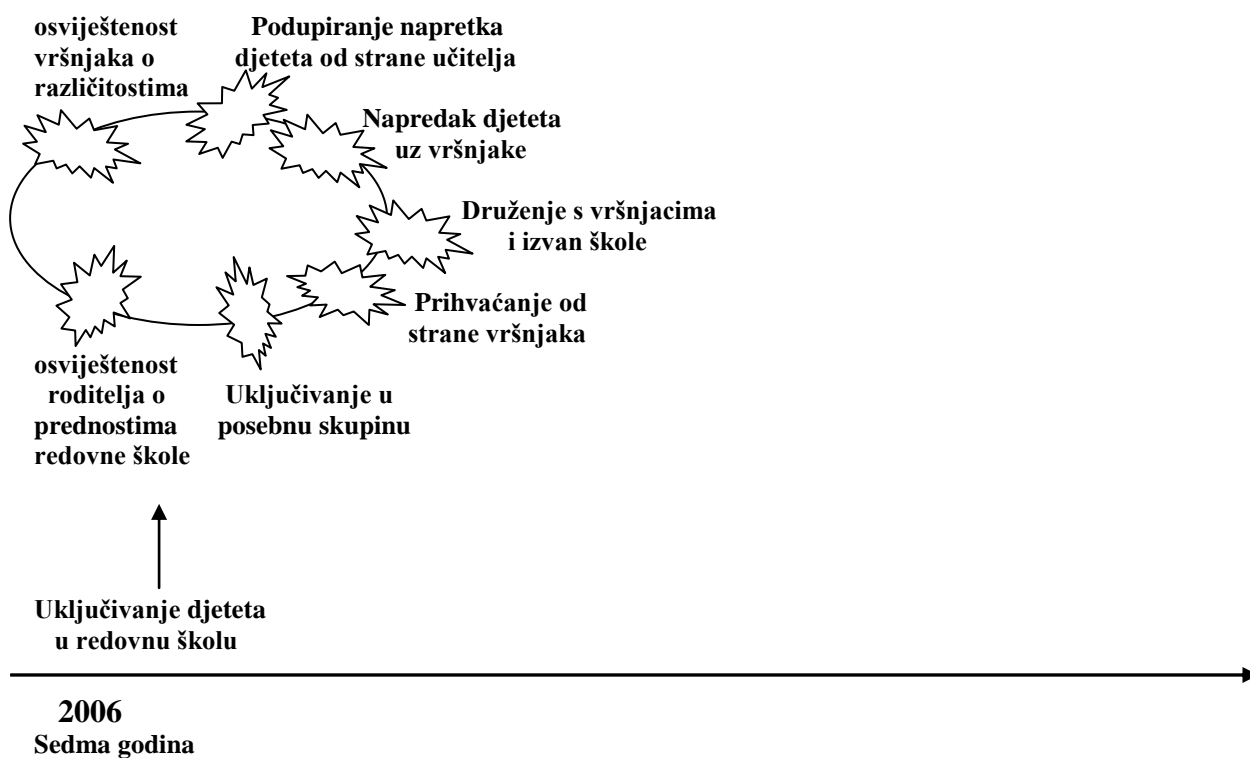 osviještenost
vršnjaka o
različitostima
Podupiranje napretka
djeteta od strane učitelja
Napredak djeteta
uz vršnjake
Druženje s vršnjacima
i izvan škole
Prihvaćanje od
strane vršnjaka
osviještenost
roditelja o
prednostima
redovne škole
Uključivanje u
posebnu skupinu
Uključivanje djeteta
u redovnu školu
2006
Sedma godina